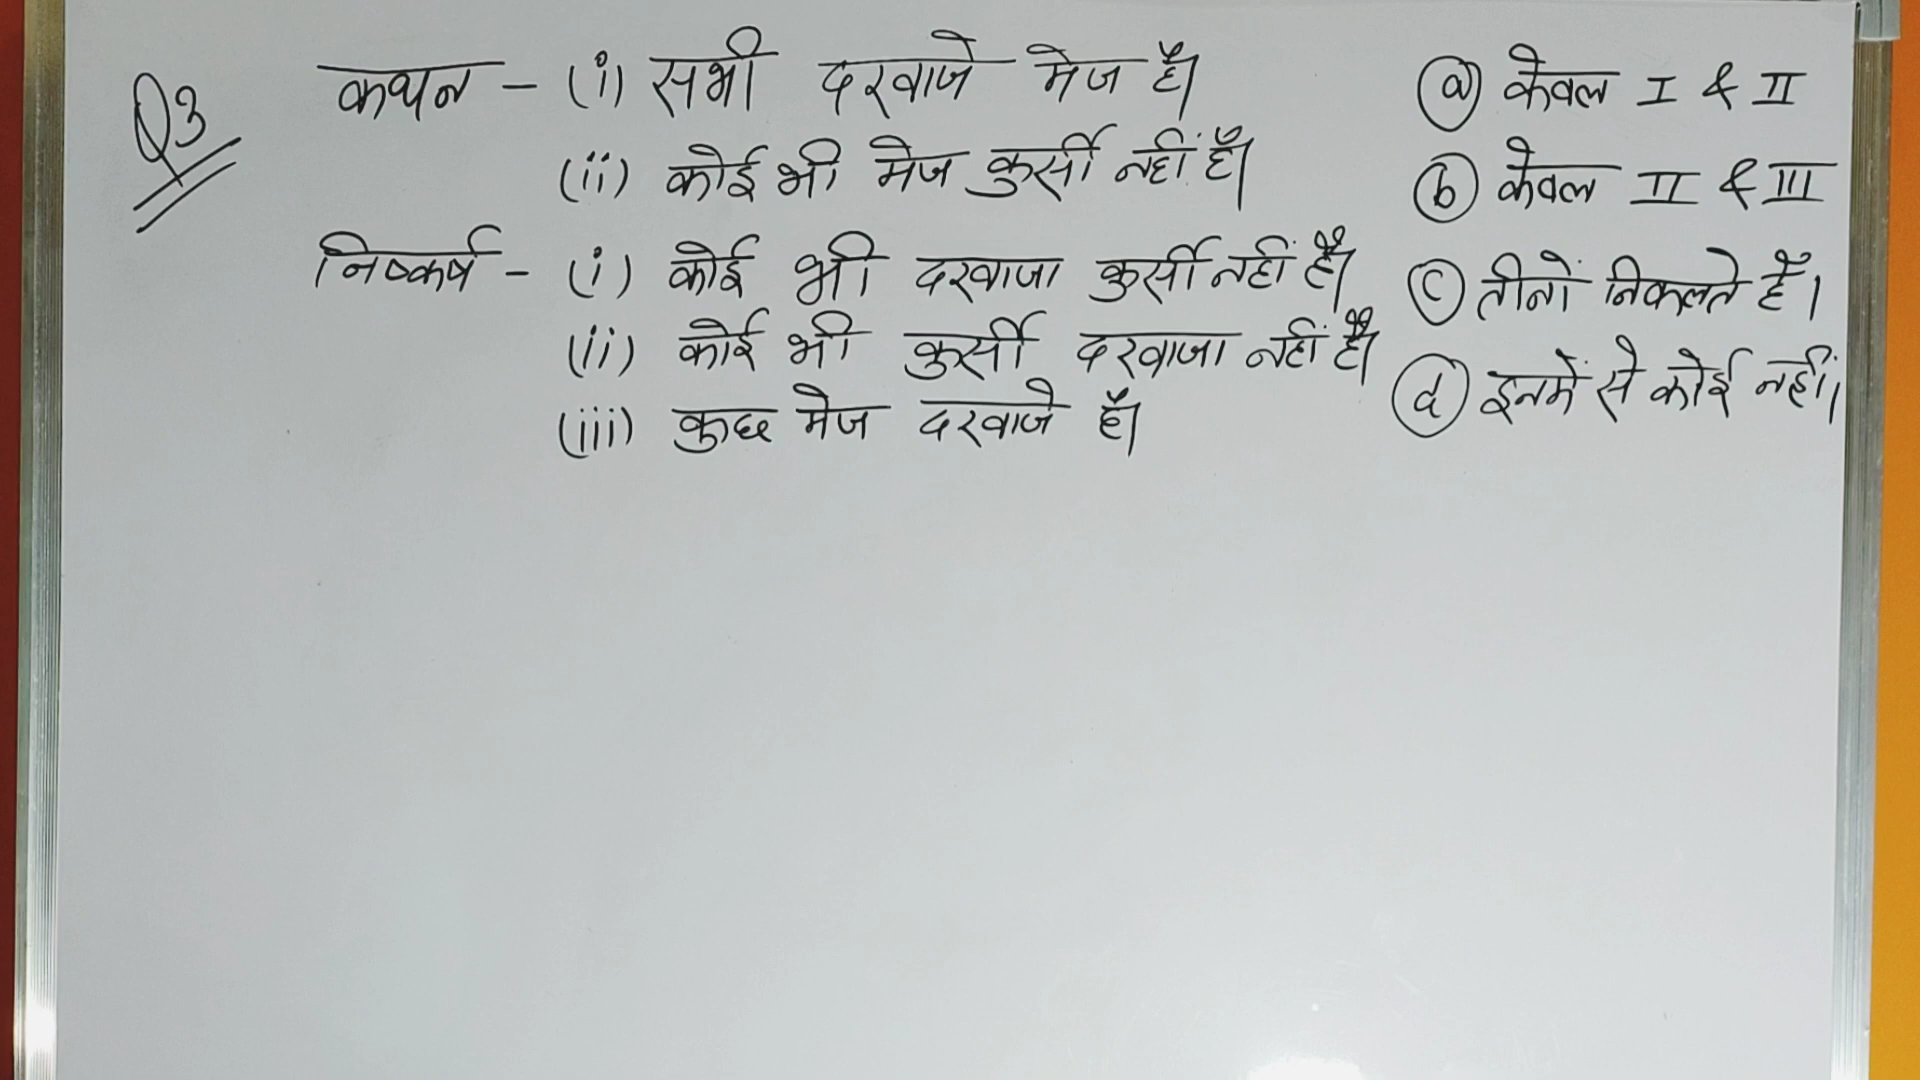 Q3
कथन - (i) सभी दरवाजे मेज हैं।
(ii) कोई भी मेज कुर्सी नहीं है।
निष्कर्ष - (i) कोई भी दरवाजा कुर्सी नहीं है।
(ii) कोई भी कुर्सी दरवाजा नहीं है।
(iii) कुछ मेज दरवाजे हैं।
(a) केवल I & II
(b) केवल II & III
(c) तीनों निकलते हैं।
(d) इनमें से कोई नहीं।